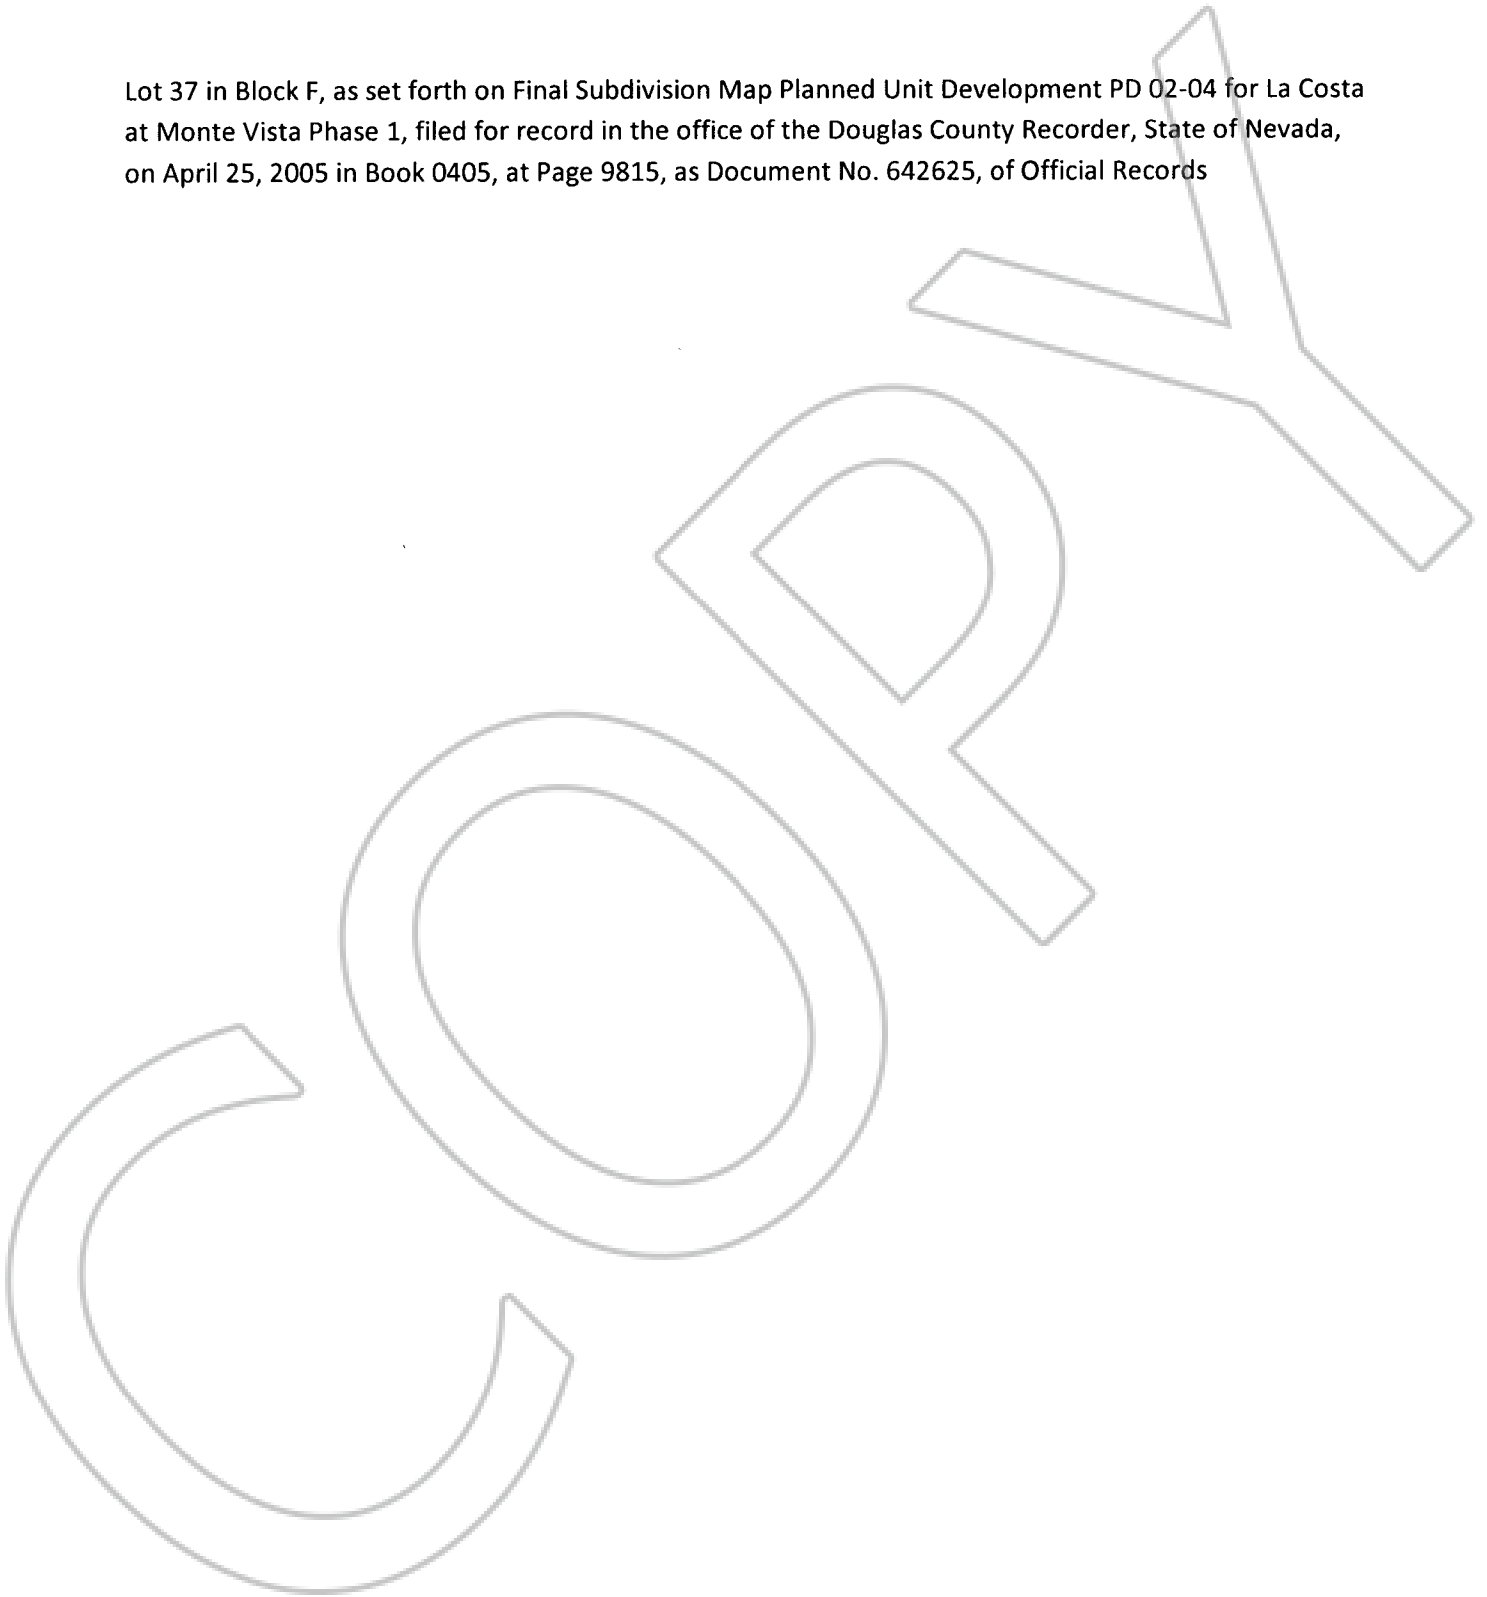 Lot 37 in Block F, as set forth on Final Subdivision Map Planned Unit Development PD 02-04 for La Costa
at Monte Vista Phase 1, filed for record in the office of the Douglas County Recorder, State of Nevada,
on April 25, 2005 in Book 0405, at Page 9815, as Document No. 642625, of Official Records
COPY